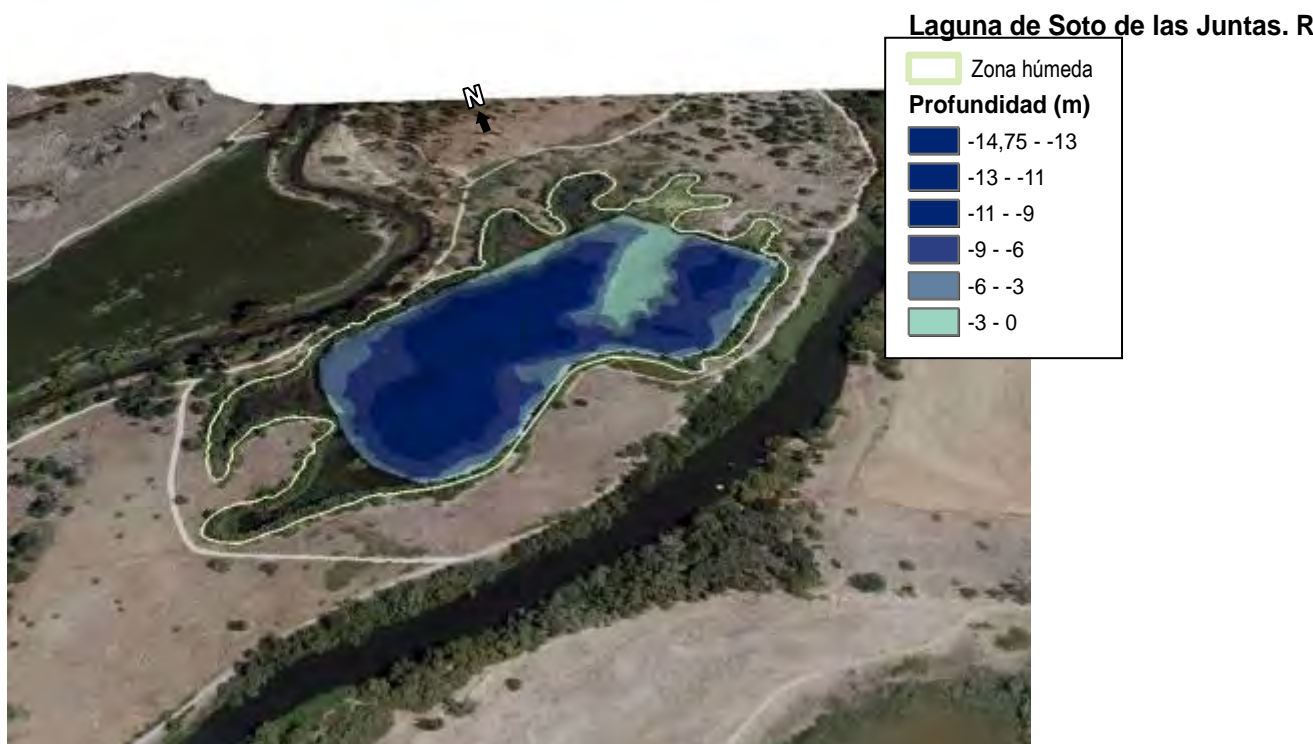 Laguna de Soto de las Juntas. R
Zona húmeda
Profundidad (m)
-14,75 - -13
-13 - -11
-11 - -9
-9 - -6
-6 - -3
-3 - 0
N